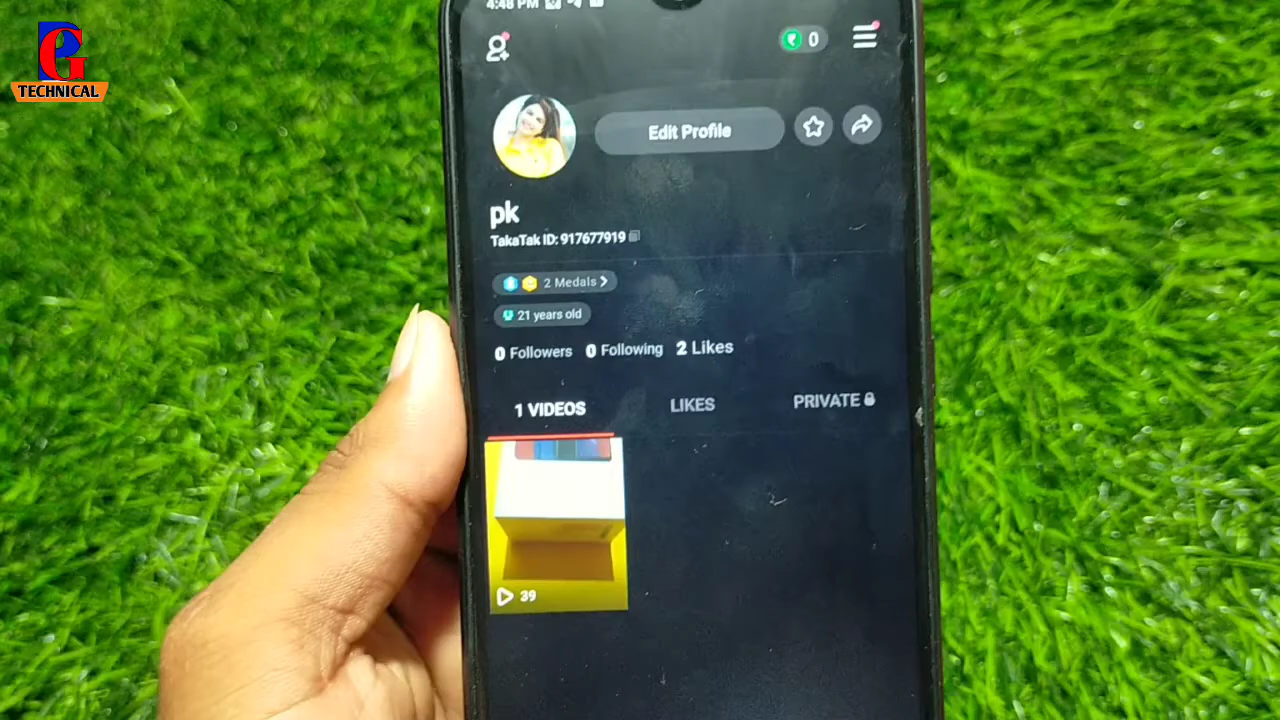 4:48 PM
PG
TECHNICAL
₹ 0
Edit Profile
pk
TakaTak ID: 917677919
2 Medals >
21 years old
0 Followers 0 Following 2 Likes
1 VIDEOS LIKES PRIVATE
39